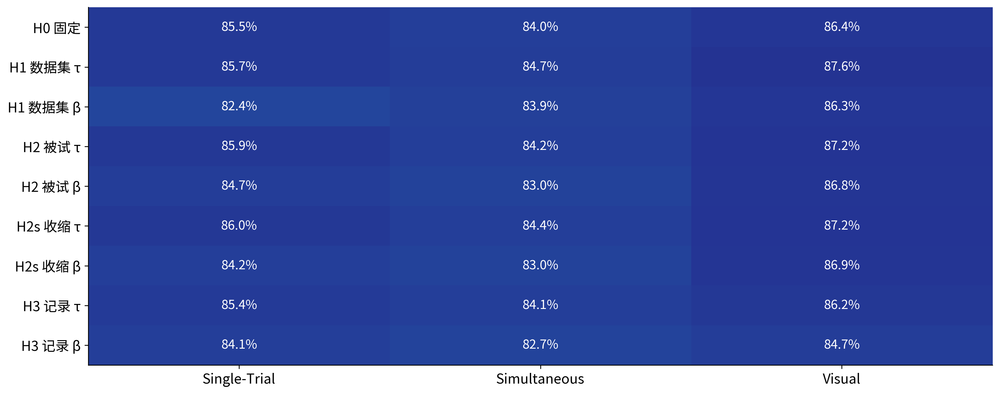 H0 固定 85.5% 84.0% 86.4%
H1 数据集 τ 85.7% 84.7% 87.6%
H1 数据集 β 82.4% 83.9% 86.3%
H2 被试 τ 85.9% 84.2% 87.2%
H2 被试 β 84.7% 83.0% 86.8%
H2s 收缩 τ 86.0% 84.4% 87.2%
H2s 收缩 β 84.2% 83.0% 86.9%
H3 记录 τ 85.4% 84.1% 86.2%
H3 记录 β 84.1% 82.7% 84.7%
Single-Trial Simultaneous Visual